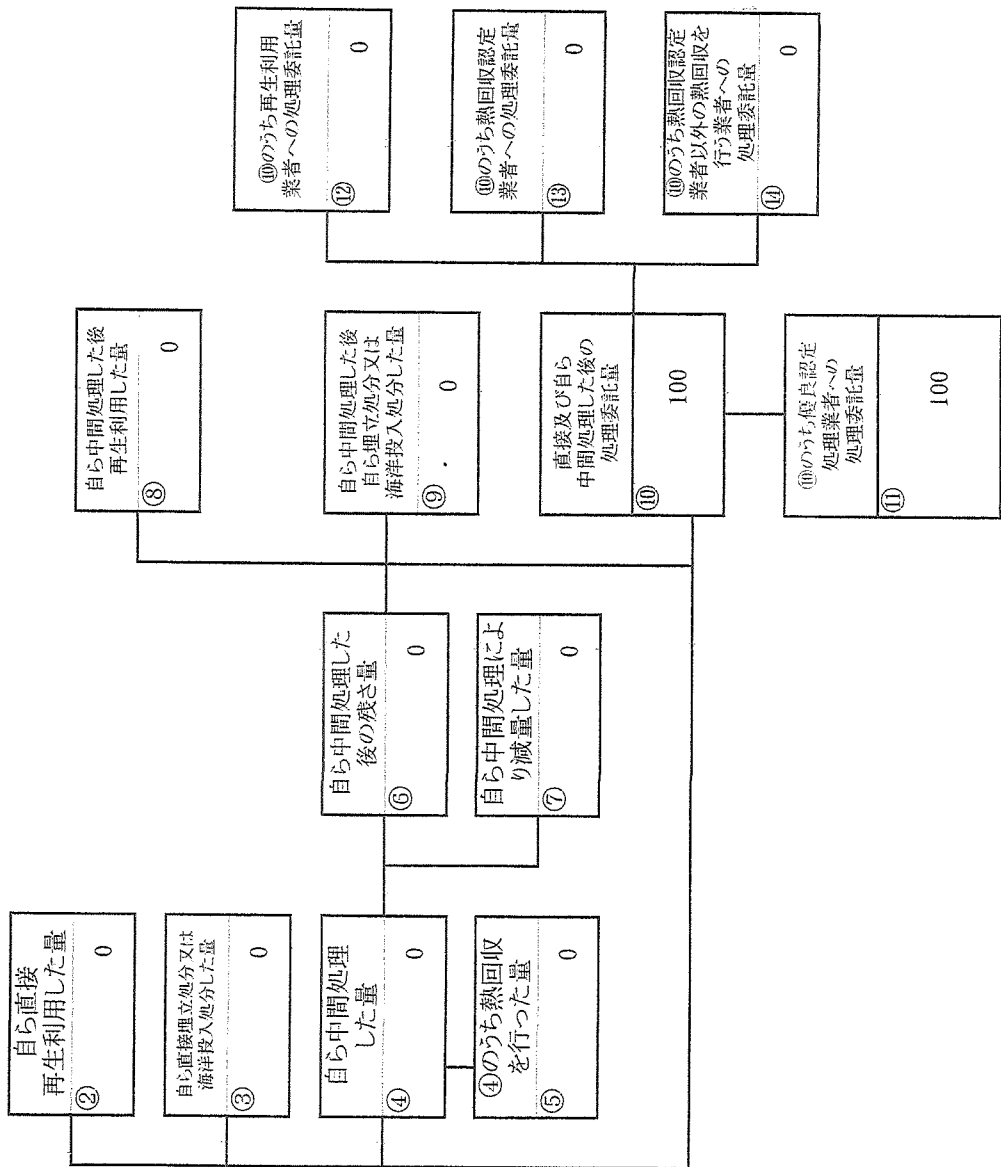 自ら直接
再生利用した量
②
0
自ら直接埋立処分又は
海洋投入処分した量
③
0
自ら中間処理
した量
④
0
④のうち熱回収
を行った量
⑤
0
自ら中間処理した
後の残さ量
⑥
0
自ら中間処理によ
り減量した量
⑦
0
自ら中間処理した後
再生利用した量
⑧
0
自ら中間処理した後
自ら埋立処分又は
海洋投入処分した量
⑨
0
直接及び自ら
中間処理した後の
処理委託量
⑩
100
⑩のうち優良認定
処理業者への
処理委託量
⑪
100
⑩のうち再生利用
業者への処理委託量
⑫
0
⑩のうち熱回収認定
業者への処理委託量
⑬
0
⑩のうち熱回収認定
業者以外の熱回収を
行う業者への
処理委託量
⑭
0